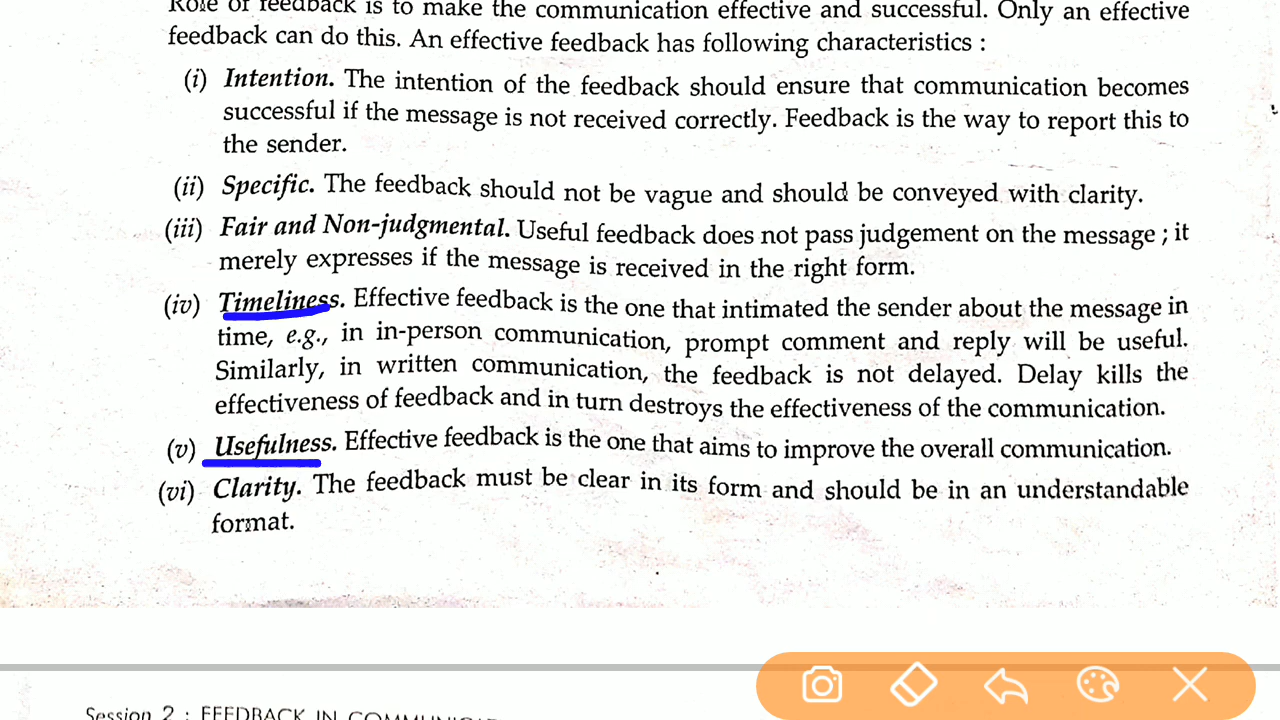 Role of feedback is to make the communication effective and successful. Only an effective
feedback can do this. An effective feedback has following characteristics :
(i) Intention. The intention of the feedback should ensure that communication becomes
successful if the message is not received correctly. Feedback is the way to report this to
the sender.
(ii) Specific. The feedback should not be vague and should be conveyed with clarity.
(iii) Fair and Non-judgmental. Useful feedback does not pass judgement on the message ; it
merely expresses if the message is received in the right form.
(iv) Timeliness. Effective feedback is the one that intimated the sender about the message in
time, e.g., in in-person communication, prompt comment and reply will be useful.
Similarly, in written communication, the feedback is not delayed. Delay kills the
effectiveness of feedback and in turn destroys the effectiveness of the communication.
(v) Usefulness. Effective feedback is the one that aims to improve the overall communication.
(vi) Clarity. The feedback must be clear in its form and should be in an understandable
format.
Session 2 : FEEDBACK IN